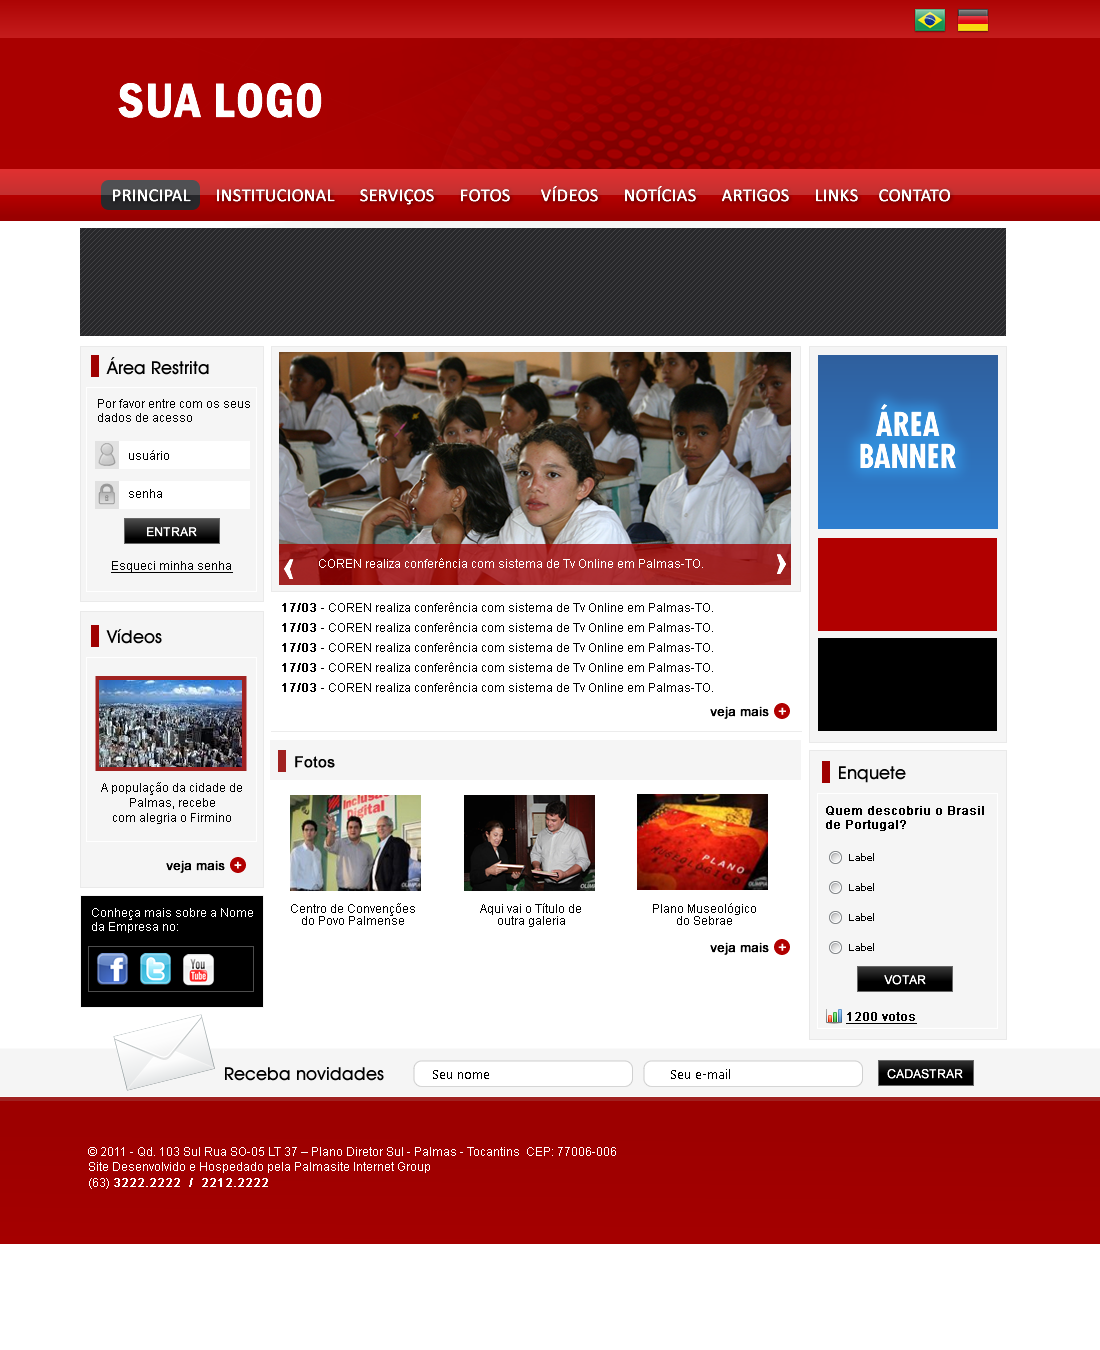 SUA LOGO
PRINCIPAL INSTITUCIONAL SERVIÇOS FOTOS VÍDEOS NOTÍCIAS ARTIGOS LINKS CONTATO
Área Restrita
Por favor entre com os seus
dados de acesso
usuário
senha
ENTRAR
Esqueci minha senha
Vídeos
A população da cidade de
Palmas, recebe
com alegria o Firmino
veja mais
Conheça mais sobre a Nome
da Empresa no:
You
Tube
COREN realiza conferência com sistema de Tv Online em Palmas-TO.
17/03 - COREN realiza conferência com sistema de Tv Online em Palmas-TO.
17/03 - COREN realiza conferência com sistema de Tv Online em Palmas-TO.
17/03 - COREN realiza conferência com sistema de Tv Online em Palmas-TO.
17/03 - COREN realiza conferência com sistema de Tv Online em Palmas-TO.
17/03 - COREN realiza conferência com sistema de Tv Online em Palmas-TO.
veja mais
Fotos
Inclusão
Digital
PLANO
MUSEOLÓGICO
Centro de Convenções
do Povo Palmense
Aqui vai o Título de
outra galeria
Plano Museológico
do Sebrae
veja mais
ÁREA
BANNER
Enquete
Quem descobriu o Brasil
de Portugal?
Label
Label
Label
Label
VOTAR
1200 votos
Receba novidades
Seu nome
Seu e-mail
CADASTRAR
© 2011 - Qd. 103 Sul Rua SO-05 LT 37 – Plano Diretor Sul - Palmas - Tocantins CEP: 77006-006
Site Desenvolvido e Hospedado pela Palmasite Internet Group
(63) 3222.2222 / 2212.2222